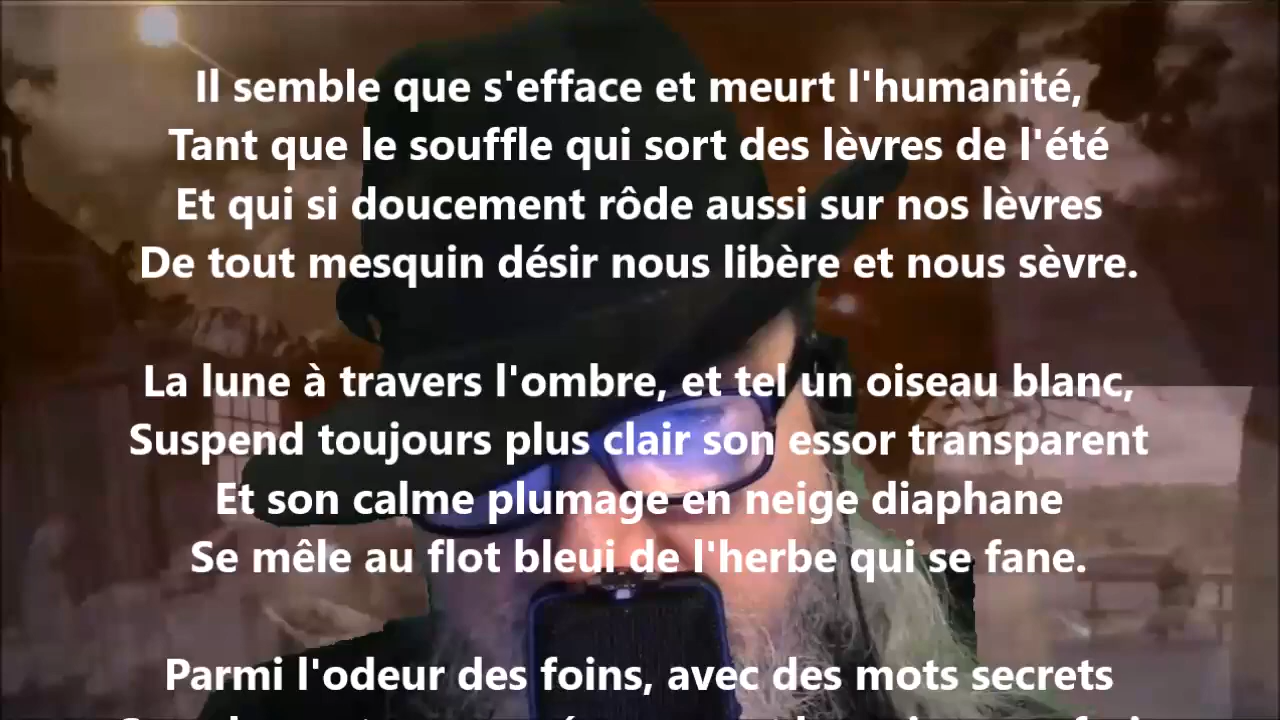 Il semble que s'efface et meurt l'humanité,
Tant que le souffle qui sort des lèvres de l'été
Et qui si doucement rôde aussi sur nos lèvres
De tout mesquin désir nous libère et nous sèvre.
La lune à travers l'ombre, et tel un oiseau blanc,
Suspend toujours plus clair son essor transparent
Et son calme plumage en neige diaphane
Se mêle au flot bleui de l'herbe qui se fane.
Parmi l'odeur des foins, avec des mots secrets